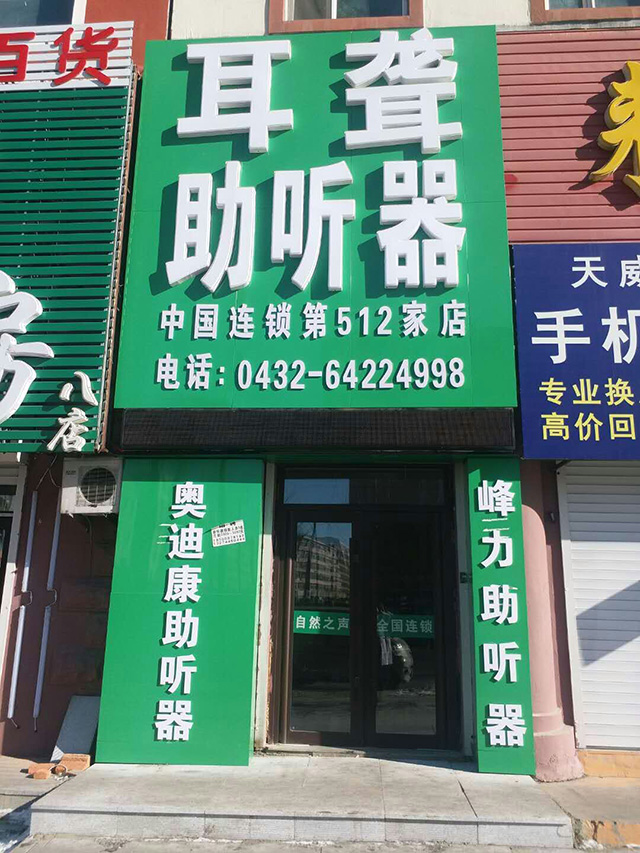 百货
耳聋
助听器
中国连锁第512家店
电话：0432-64224998
房
八店
天威
手机
专业换
高价回
奥迪康助听器
峰力助听器
自然之声
全国连锁